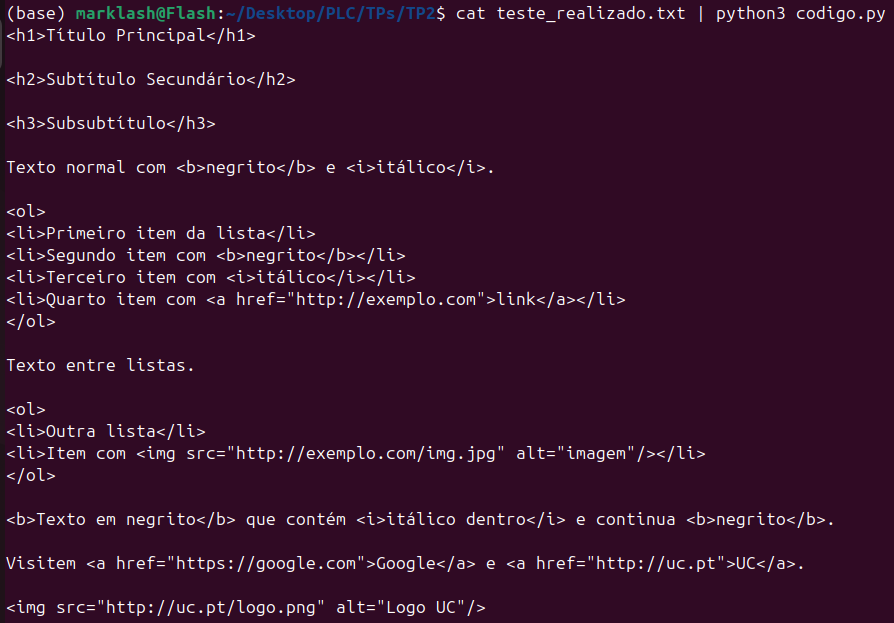 (base) marklash@Flash:~/Desktop/PLC/TPs/TP2$ cat teste_realizado.txt | python3 codigo.py
<h1>Título Principal</h1>
<h2>Subtítulo Secundário</h2>
<h3>Subsubtítulo</h3>
Texto normal com <b>negrito</b> e <i>itálico</i>.
<ol>
<li>Primeiro item da lista</li>
<li>Segundo item com <b>negrito</b></li>
<li>Terceiro item com <i>itálico</i></li>
<li>Quarto item com <a href="http://exemplo.com">link</a></li>
</ol>
Texto entre listas.
<ol>
<li>Outra lista</li>
<li>Item com <img src="http://exemplo.com/img.jpg" alt="imagem"/></li>
</ol>
<b>Texto em negrito</b> que contém <i>itálico dentro</i> e continua <b>negrito</b>.
Visitem <a href="https://google.com">Google</a> e <a href="http://uc.pt">UC</a>.
<img src="http://uc.pt/logo.png" alt="Logo UC"/>